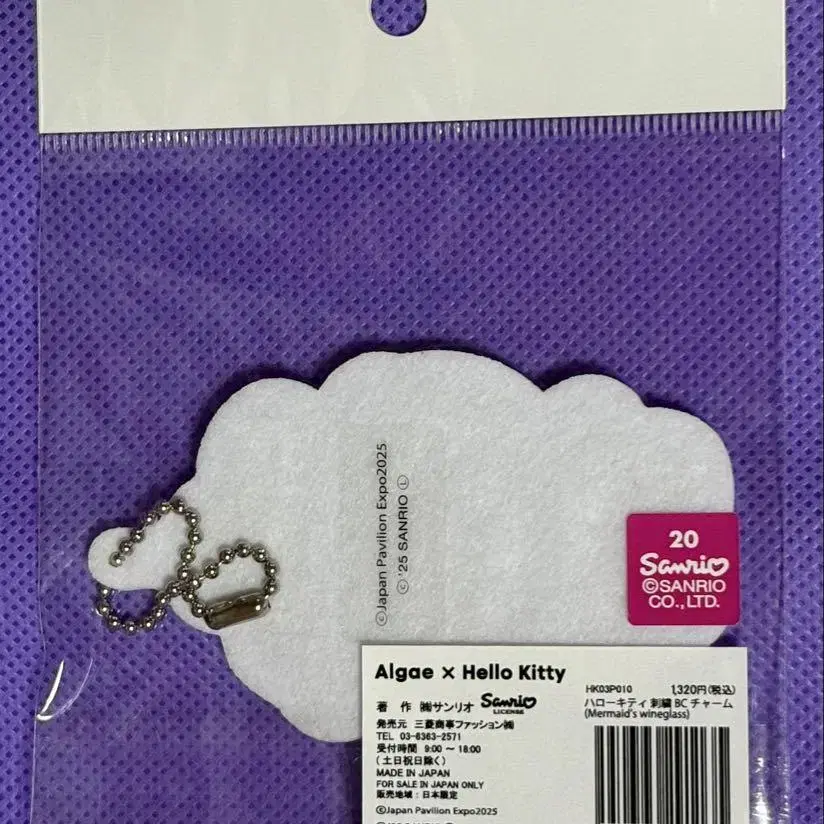 ©Japan Pavilion Expo2025
© '25 SANRIO Ⓛ
20
Sanrio
©SANRIO
CO.,LTD.
Algae × Hello Kitty
著 作 ㈱サンリオ Sanrio LICENSE
発売元 三菱商事ファッション㈱
TEL 03-6363-2571
受付時間 9:00 ~ 18:00
(土日祝日除く)
MADE IN JAPAN
FOR SALE IN JAPAN ONLY
販売地域:日本限定
©Japan Pavilion Expo2025
HK03P010 1,320円(税込)
ハローキティ 刺繍 BC チャーム
(Mermaid's wineglass)